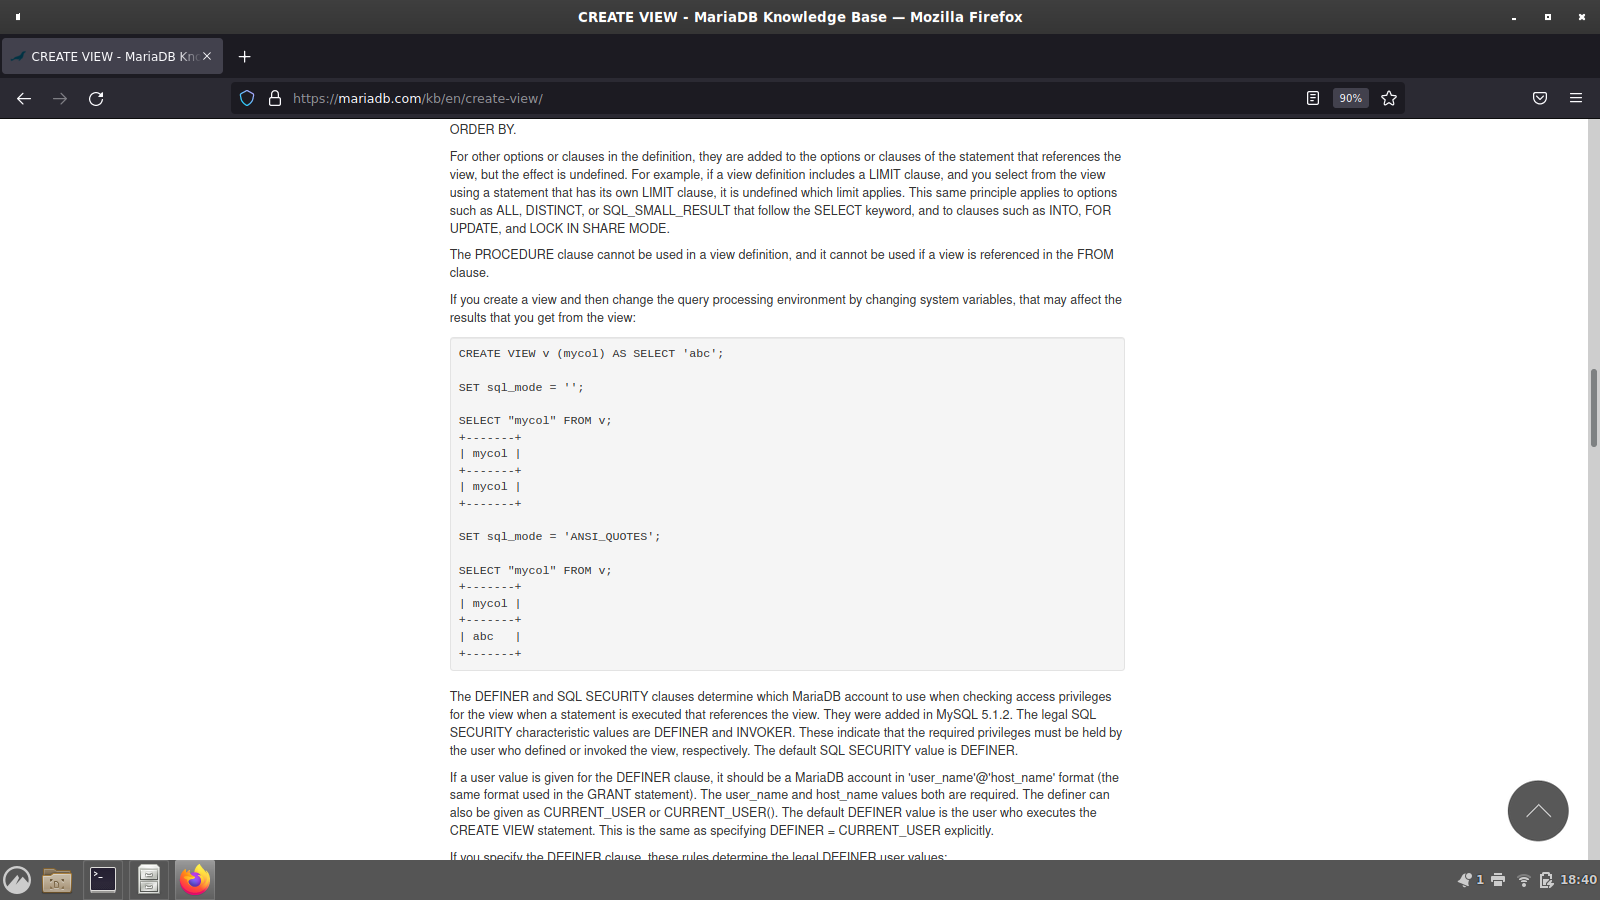 CREATE VIEW - MariaDB Knowledge Base — Mozilla Firefox
CREATE VIEW - MariaDB Kn
https://mariadb.com/kb/en/create-view/
90%
ORDER BY.
For other options or clauses in the definition, they are added to the options or clauses of the statement that references the
view, but the effect is undefined. For example, if a view definition includes a LIMIT clause, and you select from the view
using a statement that has its own LIMIT clause, it is undefined which limit applies. This same principle applies to options
such as ALL, DISTINCT, or SQL_SMALL_RESULT that follow the SELECT keyword, and to clauses such as INTO, FOR
UPDATE, and LOCK IN SHARE MODE.
The PROCEDURE clause cannot be used in a view definition, and it cannot be used if a view is referenced in the FROM
clause.
If you create a view and then change the query processing environment by changing system variables, that may affect the
results that you get from the view:
CREATE VIEW v (mycol) AS SELECT 'abc';
SET sql_mode = '';
SELECT "mycol" FROM v;
+-------+
| mycol |
+-------+
| mycol |
+-------+
SET sql_mode = 'ANSI_QUOTES';
SELECT "mycol" FROM v;
+-------+
| mycol |
+-------+
| abc   |
+-------+
The DEFINER and SQL SECURITY clauses determine which MariaDB account to use when checking access privileges
for the view when a statement is executed that references the view. They were added in MySQL 5.1.2. The legal SQL
SECURITY characteristic values are DEFINER and INVOKER. These indicate that the required privileges must be held by
the user who defined or invoked the view, respectively. The default SQL SECURITY value is DEFINER.
If a user value is given for the DEFINER clause, it should be a MariaDB account in 'user_name'@'host_name' format (the
same format used in the GRANT statement). The user_name and host_name values both are required. The definer can
also be given as CURRENT_USER or CURRENT_USER(). The default DEFINER value is the user who executes the
CREATE VIEW statement. This is the same as specifying DEFINER = CURRENT_USER explicitly.
If you specify the DEFINER clause, these rules determine the legal DEFINER user values:
1
18:40